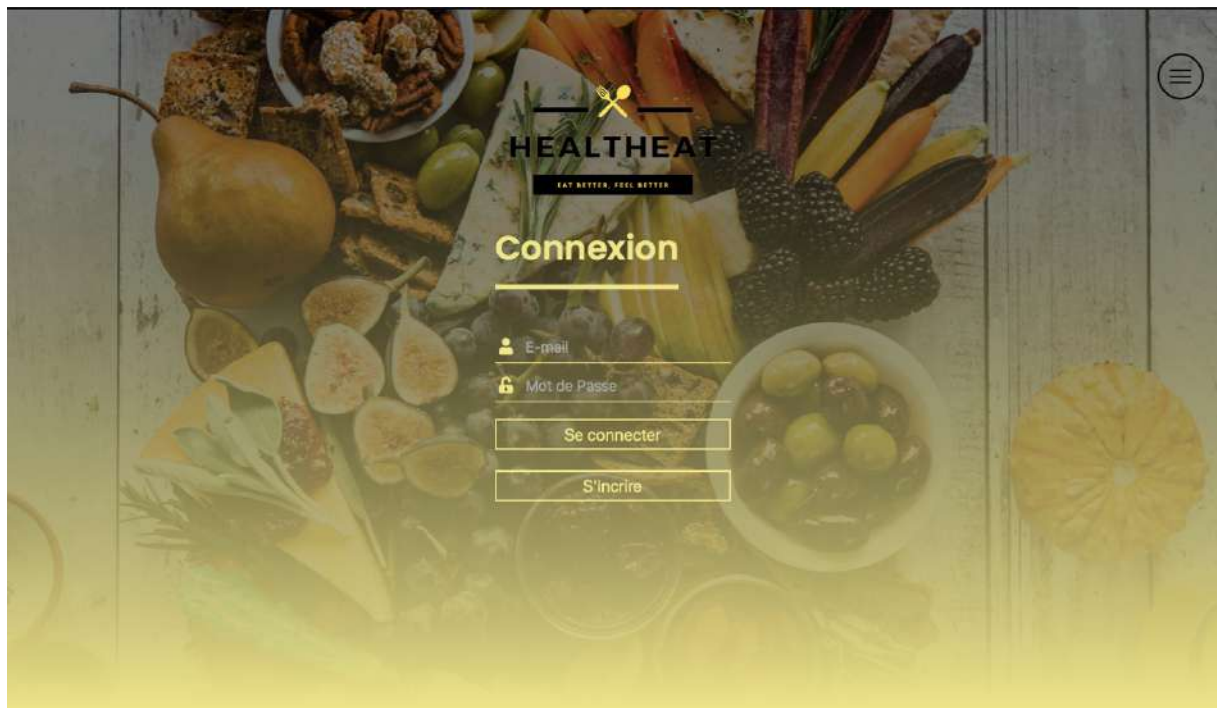 HEALTHEAT
EAT BETTER, FEEL BETTER
Connexion
E-mail
Mot de Passe
Se connecter
S'incrire